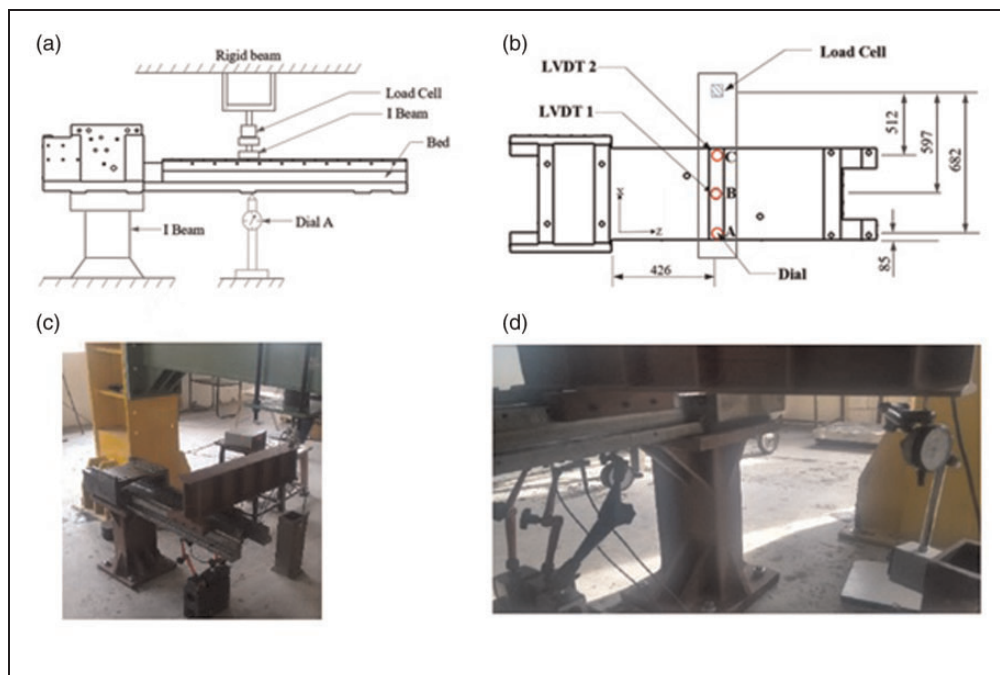 (a)
Rigid beam
Load Cell
I Beam
Bed
Dial A
I Beam
(b)
LVDT 2
Load Cell
LVDT 1
C
B
A
x
z
426
Dial
512
597
682
85
(c)
(d)